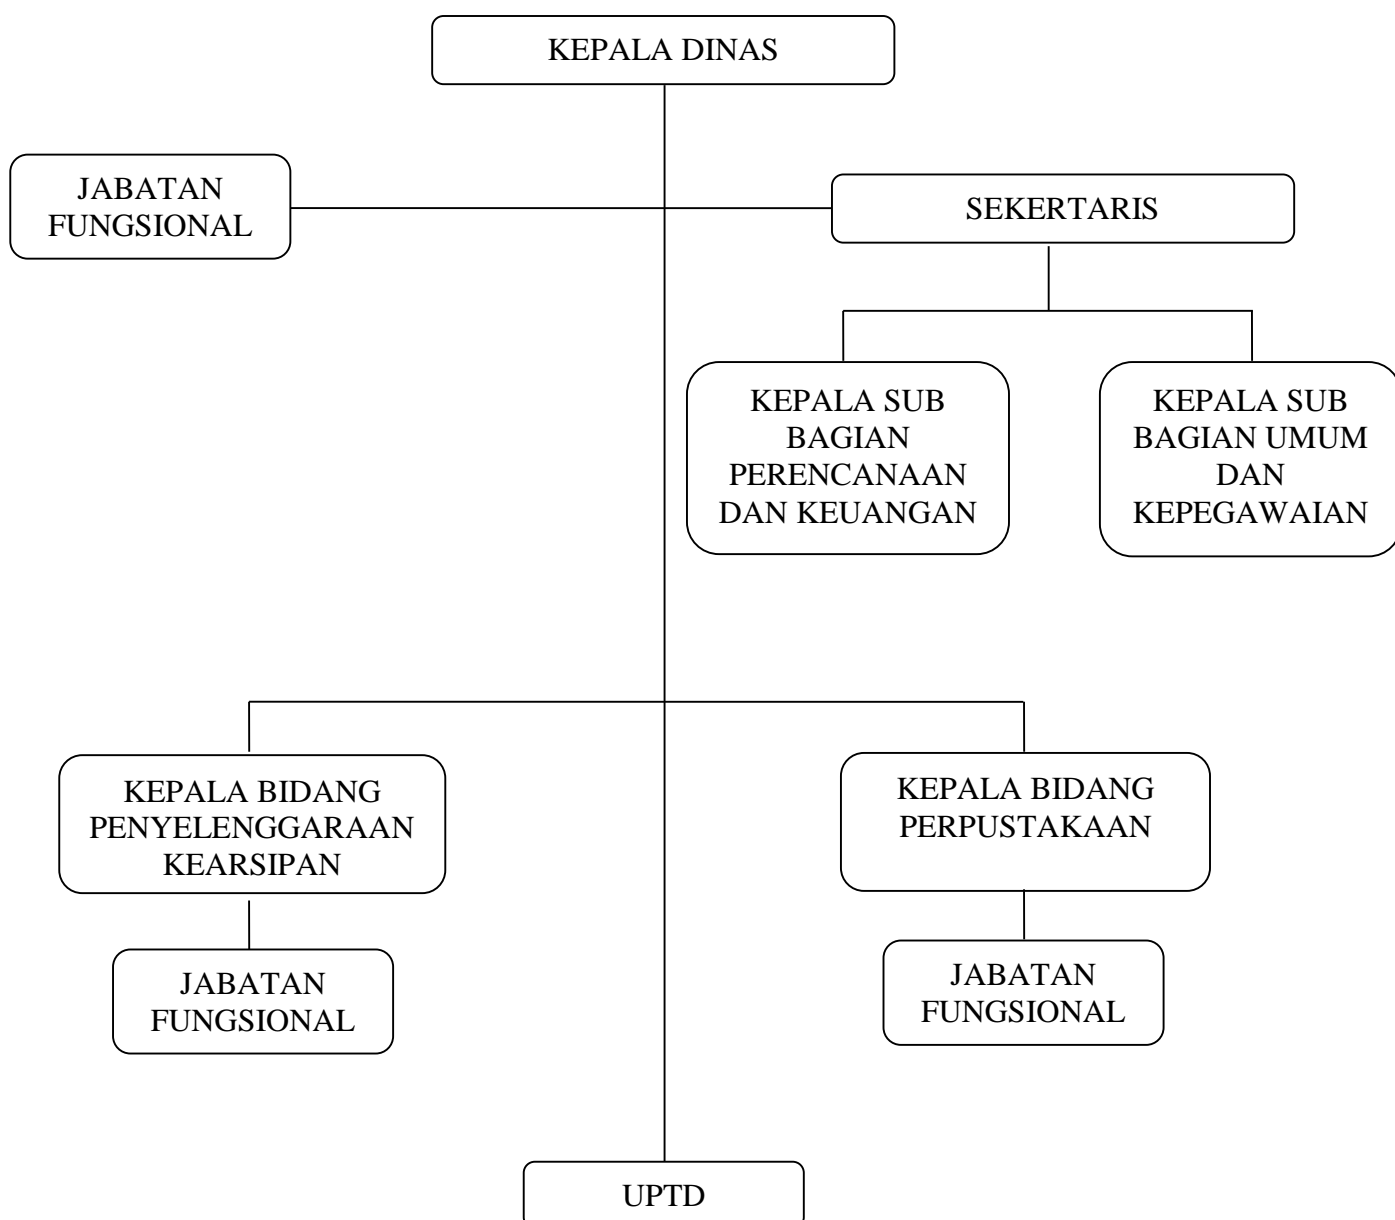 KEPALA DINAS
JABATAN
FUNGSIONAL
SEKERTARIS
KEPALA SUB
BAGIAN
PERENCANAAN
DAN KEUANGAN
KEPALA SUB
BAGIAN UMUM
DAN
KEPEGAWAIAN
KEPALA BIDANG
PENYELENGGARAAN
KEARSIPAN
KEPALA BIDANG
PERPUSTAKAAN
JABATAN
FUNGSIONAL
JABATAN
FUNGSIONAL
UPTD